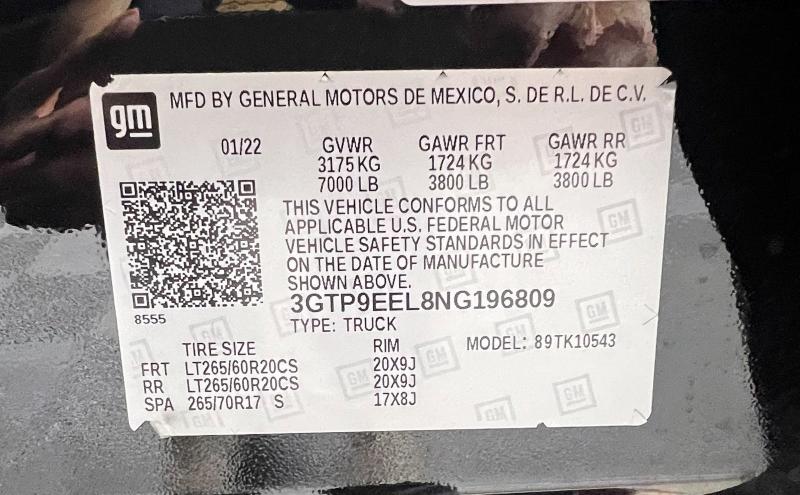 gm MFD BY GENERAL MOTORS DE MEXICO, S. DE R.L. DE C.V.
01/22 GVWR GAWR FRT GAWR RR
3175 KG 1724 KG 1724 KG
7000 LB 3800 LB 3800 LB
THIS VEHICLE CONFORMS TO ALL
APPLICABLE U.S. FEDERAL MOTOR
VEHICLE SAFETY STANDARDS IN EFFECT
ON THE DATE OF MANUFACTURE
SHOWN ABOVE.
3GTP9EEL8NG196809
8555
TYPE: TRUCK
TIRE SIZE RIM MODEL: 89TK10543
FRT LT265/60R20CS 20X9J
RR LT265/60R20CS 20X9J
SPA 265/70R17 S 17X8J